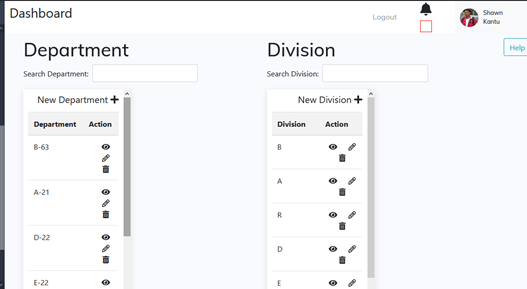 Dashboard
Logout
Shawn
Kantu
Help
Department
Search Department:
New Department
Department Action
B-63
A-21
D-22
E-22
Division
Search Division:
New Division
Division Action
B
A
R
D
E